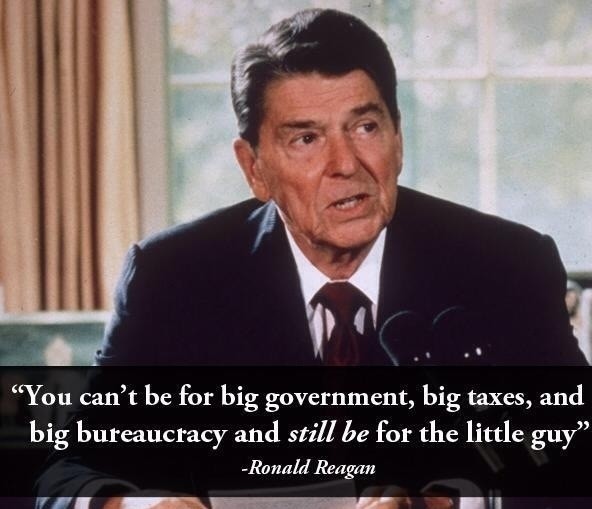 “You can’t be for big government, big taxes, and
big bureaucracy and still be for the little guy”
-Ronald Reagan